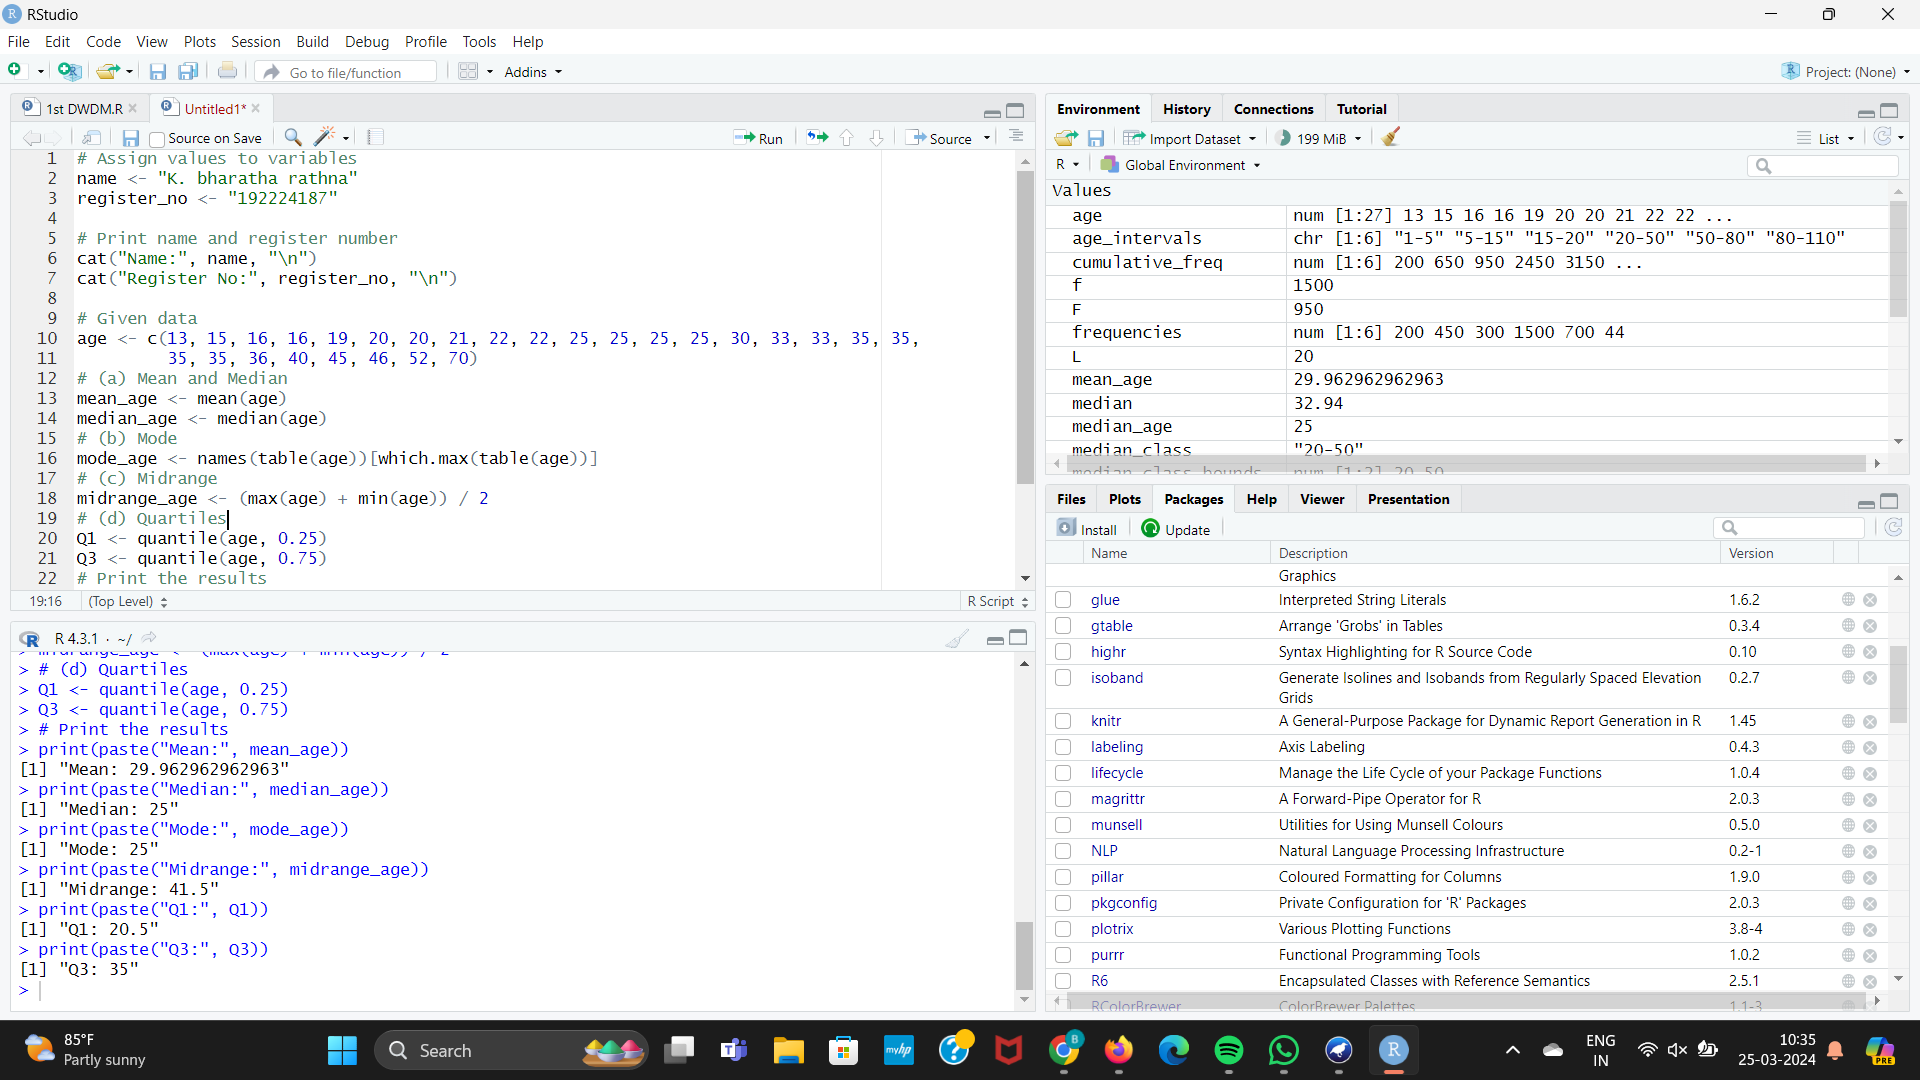 RStudio
File Edit Code View Plots Session Build Debug Profile Tools Help
Go to file/function Addins Project: (None)
1st DWDM.R Untitled1*
Source on Save Run Source
1 # Assign values to variables
2 name <- "K. bharatha rathna"
3 register_no <- "192224187"
4
5 # Print name and register number
6 cat("Name:", name, "\n")
7 cat("Register No:", register_no, "\n")
8
9 # Given data
10 age <- c(13, 15, 16, 16, 19, 20, 20, 21, 22, 22, 25, 25, 25, 25, 30, 33, 33, 35, 35,
11 35, 35, 36, 40, 45, 46, 52, 70)
12 # (a) Mean and Median
13 mean_age <- mean(age)
14 median_age <- median(age)
15 # (b) Mode
16 mode_age <- names(table(age))[which.max(table(age))]
17 # (c) Midrange
18 midrange_age <- (max(age) + min(age)) / 2
19 # (d) Quartiles
20 Q1 <- quantile(age, 0.25)
21 Q3 <- quantile(age, 0.75)
22 # Print the results
19:16 (Top Level) R Script
R 4.3.1 · ~/
> midrange_age <- (max(age) + min(age)) / 2
> # (d) Quartiles
> Q1 <- quantile(age, 0.25)
> Q3 <- quantile(age, 0.75)
> # Print the results
> print(paste("Mean:", mean_age))
[1] "Mean: 29.962962962963"
> print(paste("Median:", median_age))
[1] "Median: 25"
> print(paste("Mode:", mode_age))
[1] "Mode: 25"
> print(paste("Midrange:", midrange_age))
[1] "Midrange: 41.5"
> print(paste("Q1:", Q1))
[1] "Q1: 20.5"
> print(paste("Q3:", Q3))
[1] "Q3: 35"
>
Environment History Connections Tutorial
Import Dataset 199 MiB List
R Global Environment
Values
age num [1:27] 13 15 16 16 19 20 20 21 22 22 ...
age_intervals chr [1:6] "1-5" "5-15" "15-20" "20-50" "50-80" "80-110"
cumulative_freq num [1:6] 200 650 950 2450 3150 ...
f 1500
F 950
frequencies num [1:6] 200 450 300 1500 700 44
L 20
mean_age 29.962962962963
median 32.94
median_age 25
median_class "20-50"
median_class_bounds num [1:2] 20 50
Files Plots Packages Help Viewer Presentation
Install Update
Name Description Version
Graphics
glue Interpreted String Literals 1.6.2
gtable Arrange 'Grobs' in Tables 0.3.4
highr Syntax Highlighting for R Source Code 0.10
isoband Generate Isolines and Isobands from Regularly Spaced Elevation 0.2.7
Grids
knitr A General-Purpose Package for Dynamic Report Generation in R 1.45
labeling Axis Labeling 0.4.3
lifecycle Manage the Life Cycle of your Package Functions 1.0.4
magrittr A Forward-Pipe Operator for R 2.0.3
munsell Utilities for Using Munsell Colours 0.5.0
NLP Natural Language Processing Infrastructure 0.2-1
pillar Coloured Formatting for Columns 1.9.0
pkgconfig Private Configuration for 'R' Packages 2.0.3
plotrix Various Plotting Functions 3.8-4
purrr Functional Programming Tools 1.0.2
R6 Encapsulated Classes with Reference Semantics 2.5.1
RColorBrewer ColorBrewer Palettes 1.1-3
85°F
Partly sunny
Search
myhp
B
ENG
IN
10:35
25-03-2024
PRE